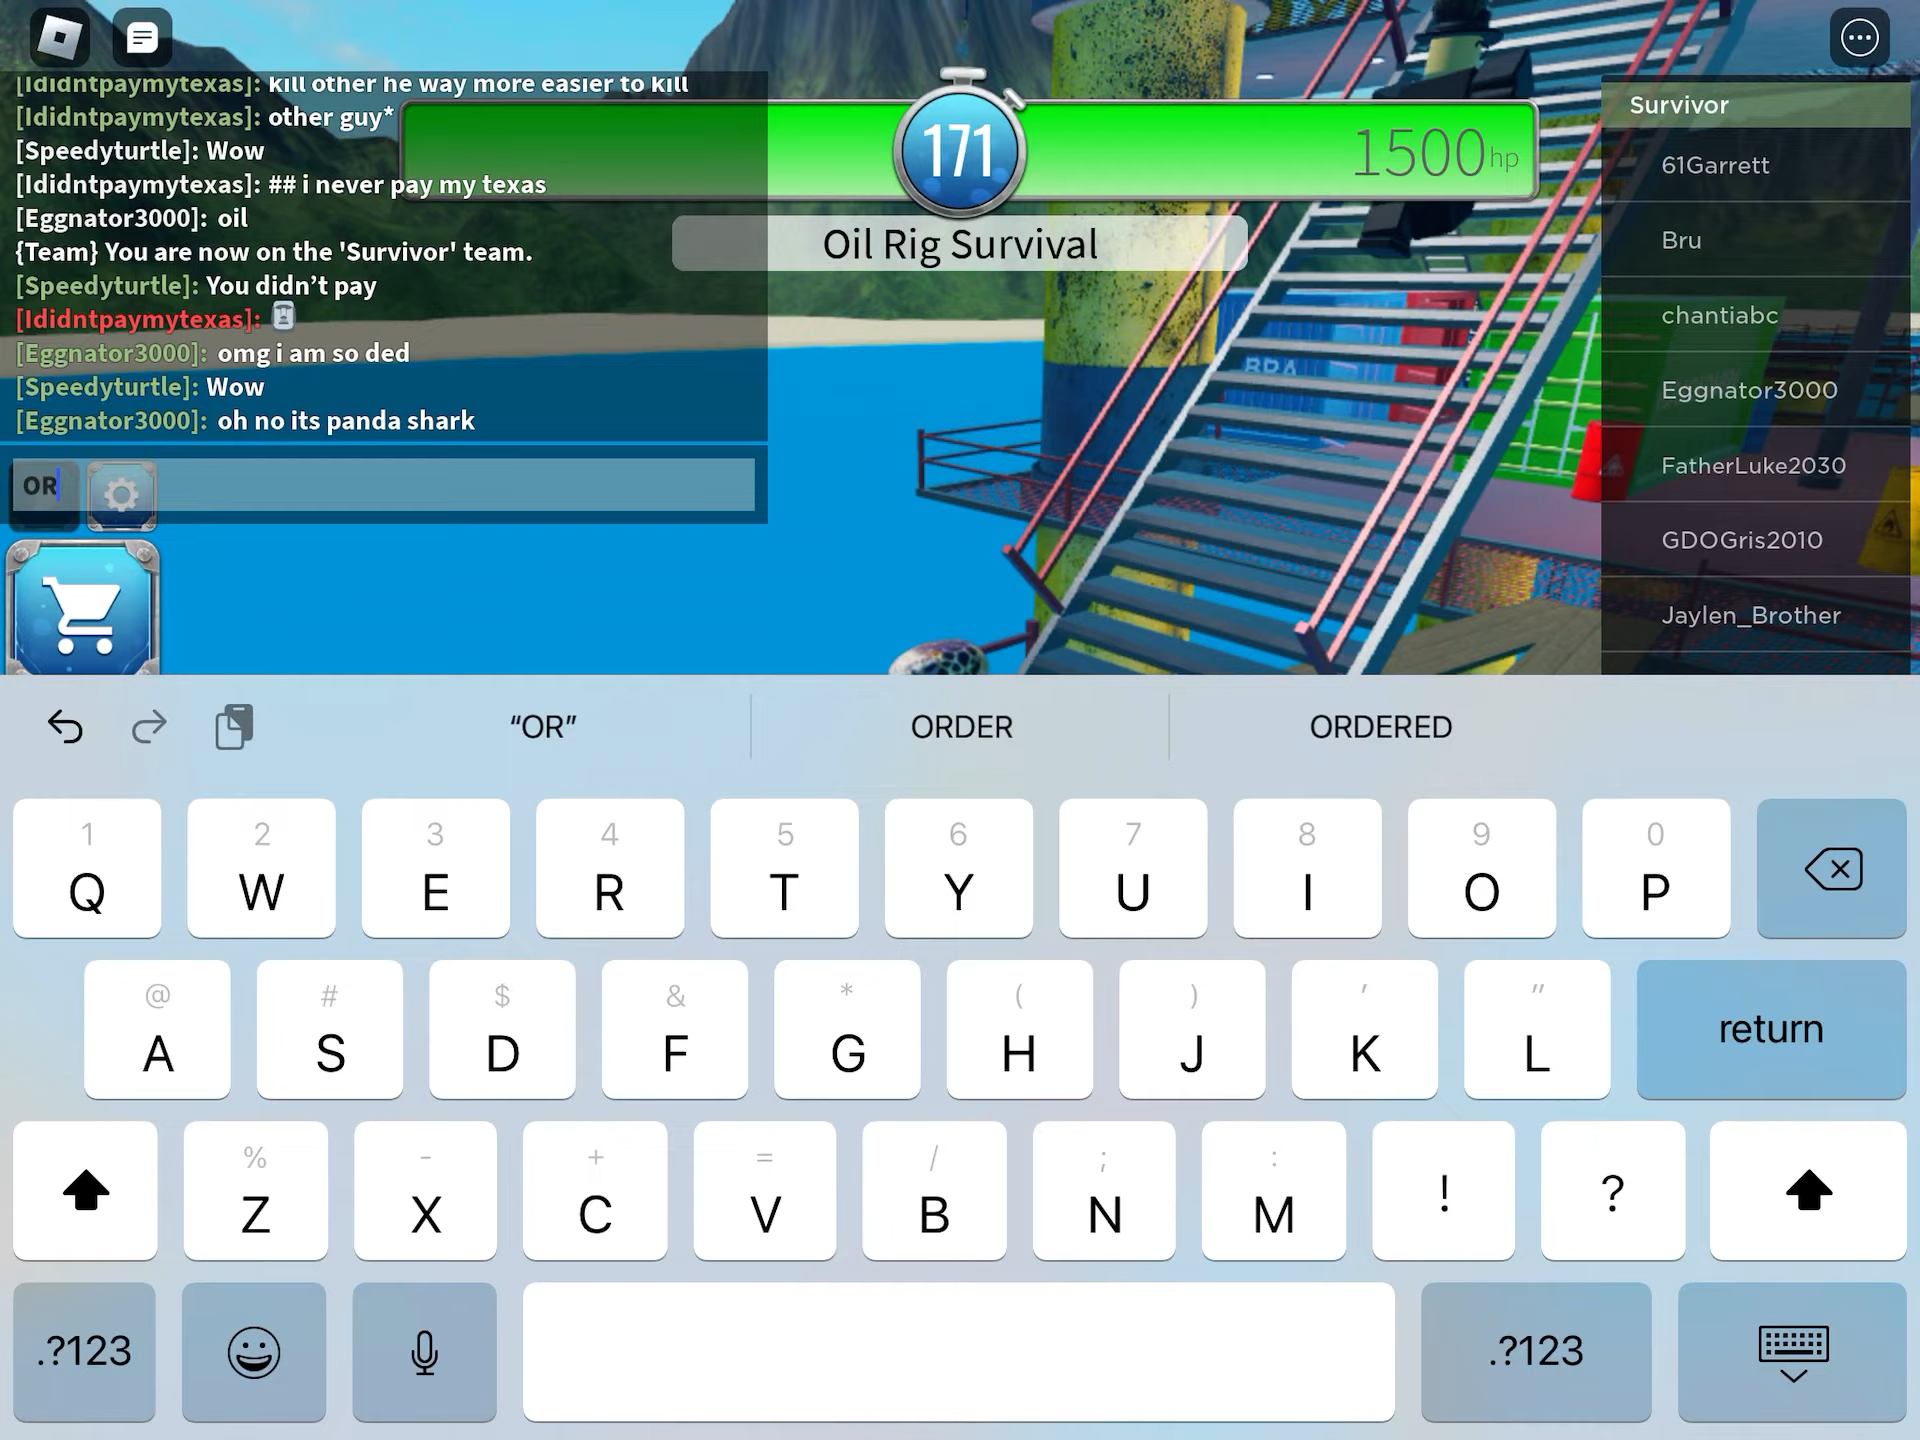 [Ididntpaymytexas]: kill other he way more easier to kill
[Ididntpaymytexas]: other guy*
[Speedyturtle]: Wow
[Ididntpaymytexas]: ## i never pay my texas
[Eggnator3000]: oil
{Team} You are now on the 'Survivor' team.
[Speedyturtle]: You didn’t pay
[Ididntpaymytexas]: 🗿
[Eggnator3000]: omg i am so ded
[Speedyturtle]: Wow
[Eggnator3000]: oh no its panda shark
OR
171
1500hp
Oil Rig Survival
BRA
Survivor
61Garrett
Bru
chantiabc
Eggnator3000
FatherLuke2030
GDOGris2010
Jaylen_Brother
“OR” ORDER ORDERED
1 2 3 4 5 6 7 8 9 0
Q W E R T Y U I O P
@ # $ & * ( ) ' "
A S D F G H J K L return
% - + = / ; :
Z X C V B N M ! ?
.?123 .?123